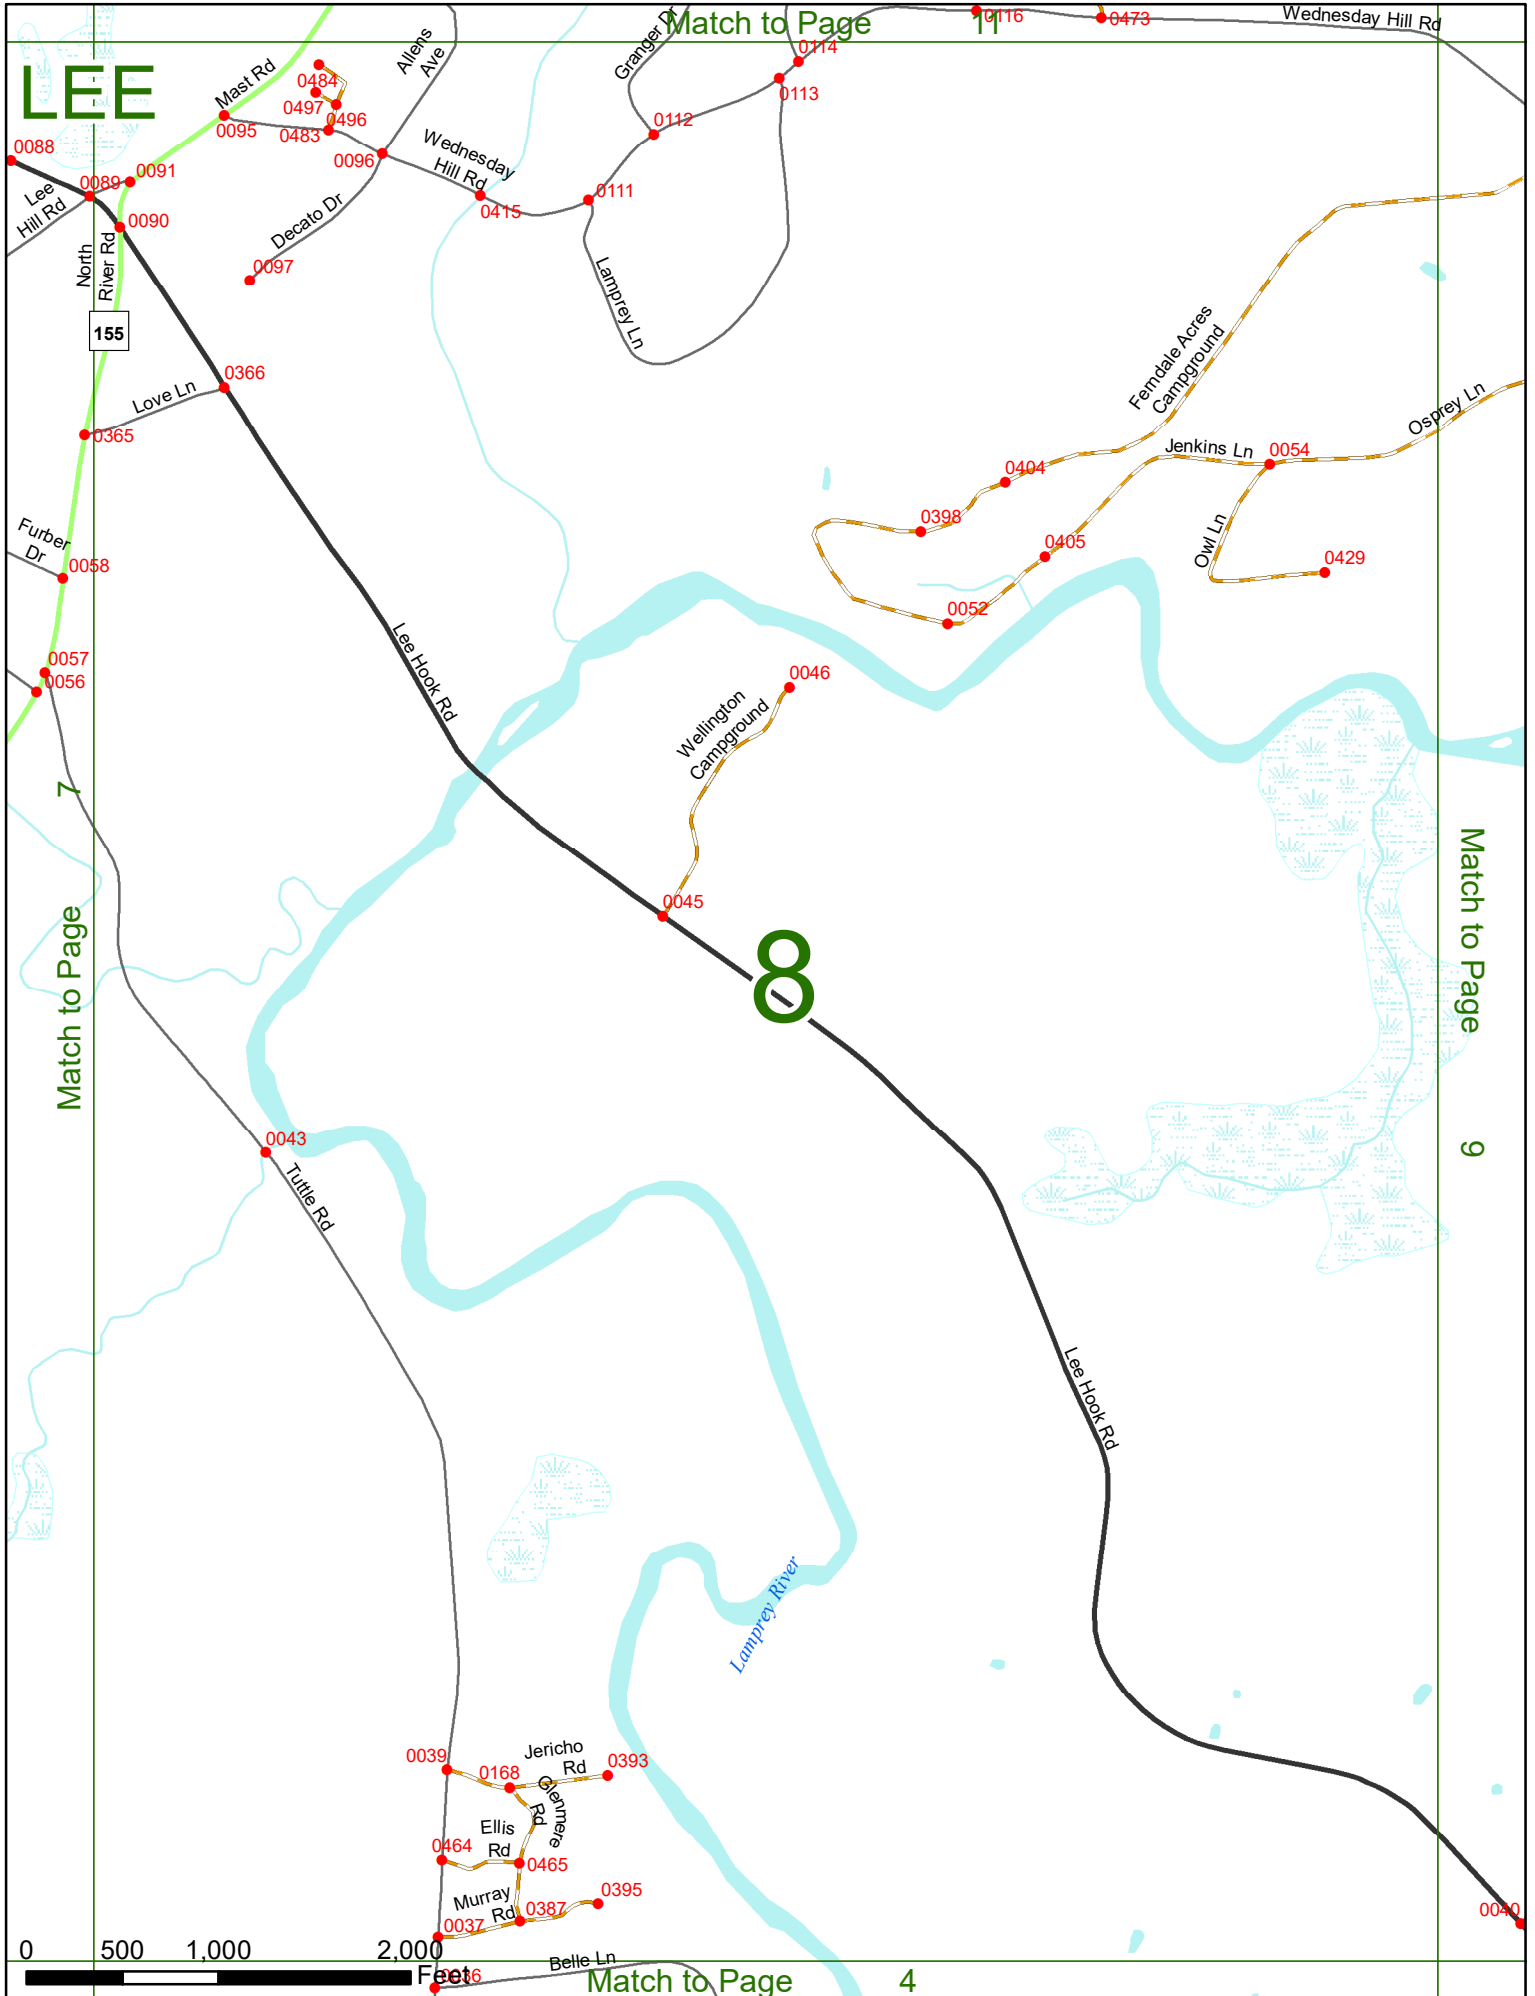 Match to Page 11
LEE
Wednesday Hill Rd
0116
0473
0114
0113
Granger Dr
Allens
Ave
0484
0497
0496
0483
Mast Rd
0095
0112
0096
Wednesday
Hill Rd
0088
0089
0091
Lee
Hill Rd
0090
0415
0111
North
River Rd
Decato Dr
0097
Lamprey Ln
155
0366
Love Ln
0365
Ferndale Acres
Campground
Osprey Ln
Jenkins Ln
0054
0404
0398
0405
Owl Ln
0429
0052
Furber
Dr
0058
0057
0056
Lee Hook Rd
0046
Wellington
Campground
0045
Match to Page 7
8
Match to Page 9
0043
Tuttle Rd
Lee Hook Rd
Lamprey River
0039
0168
Jericho
Rd
0393
Glenmere
Rd
Ellis
Rd
0464
0465
Murray
Rd
0387
0395
0037
0040
0 500 1,000 2,000
Feet
0036
Belle Ln
Match to Page 4